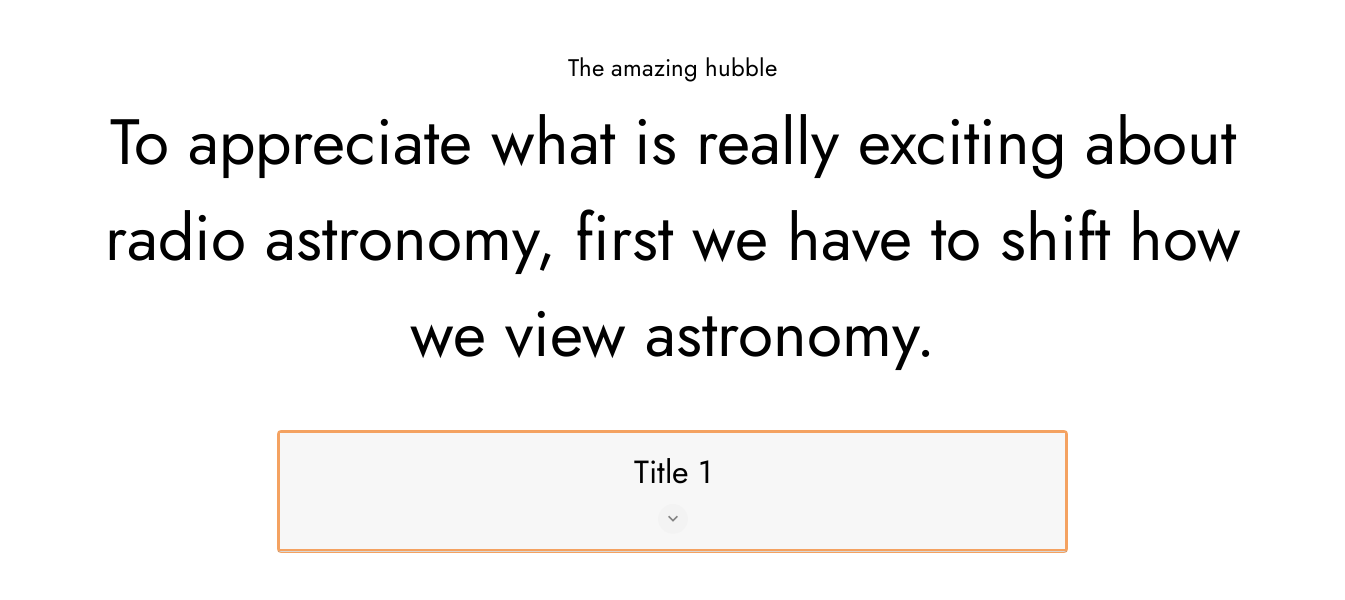 The amazing hubble
To appreciate what is really exciting about
radio astronomy, first we have to shift how
we view astronomy.
Title 1